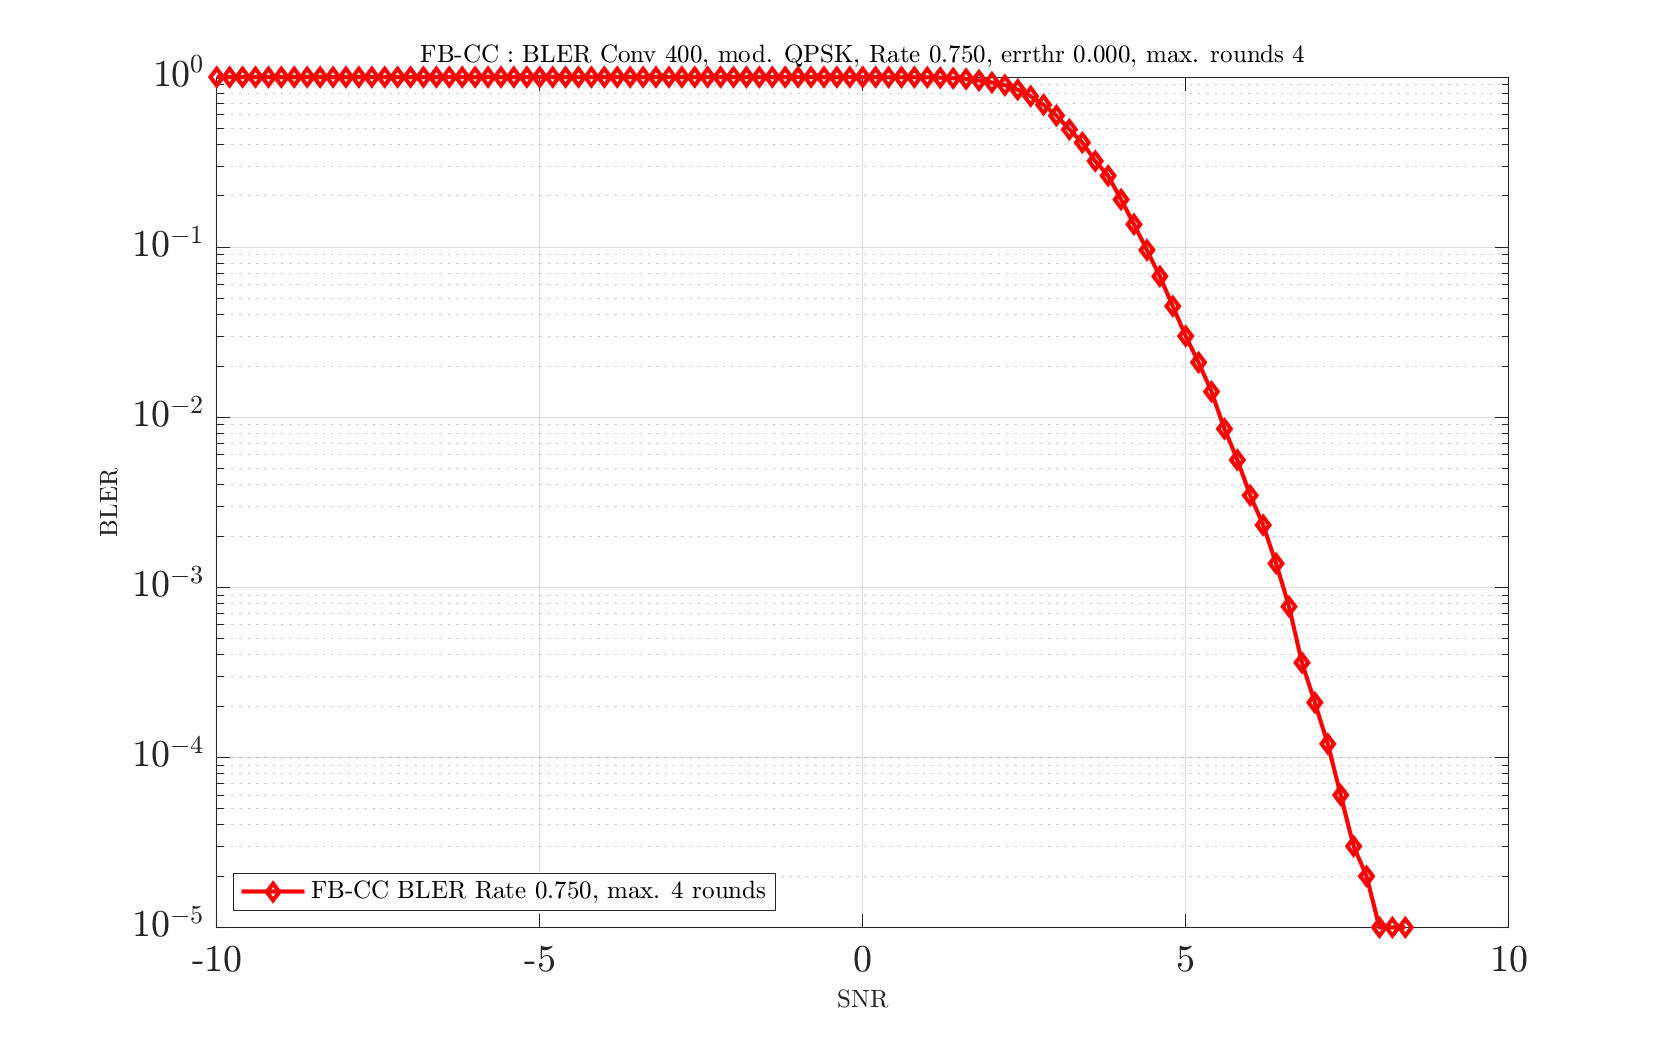 FB-CC : BLER Conv 400, mod. QPSK, Rate 0.750, errthr 0.000, max. rounds 4
10^0
10^-1
10^-2
10^-3
10^-4
10^-5
BLER
FB-CC BLER Rate 0.750, max. 4 rounds
-10 -5 0 5 10
SNR